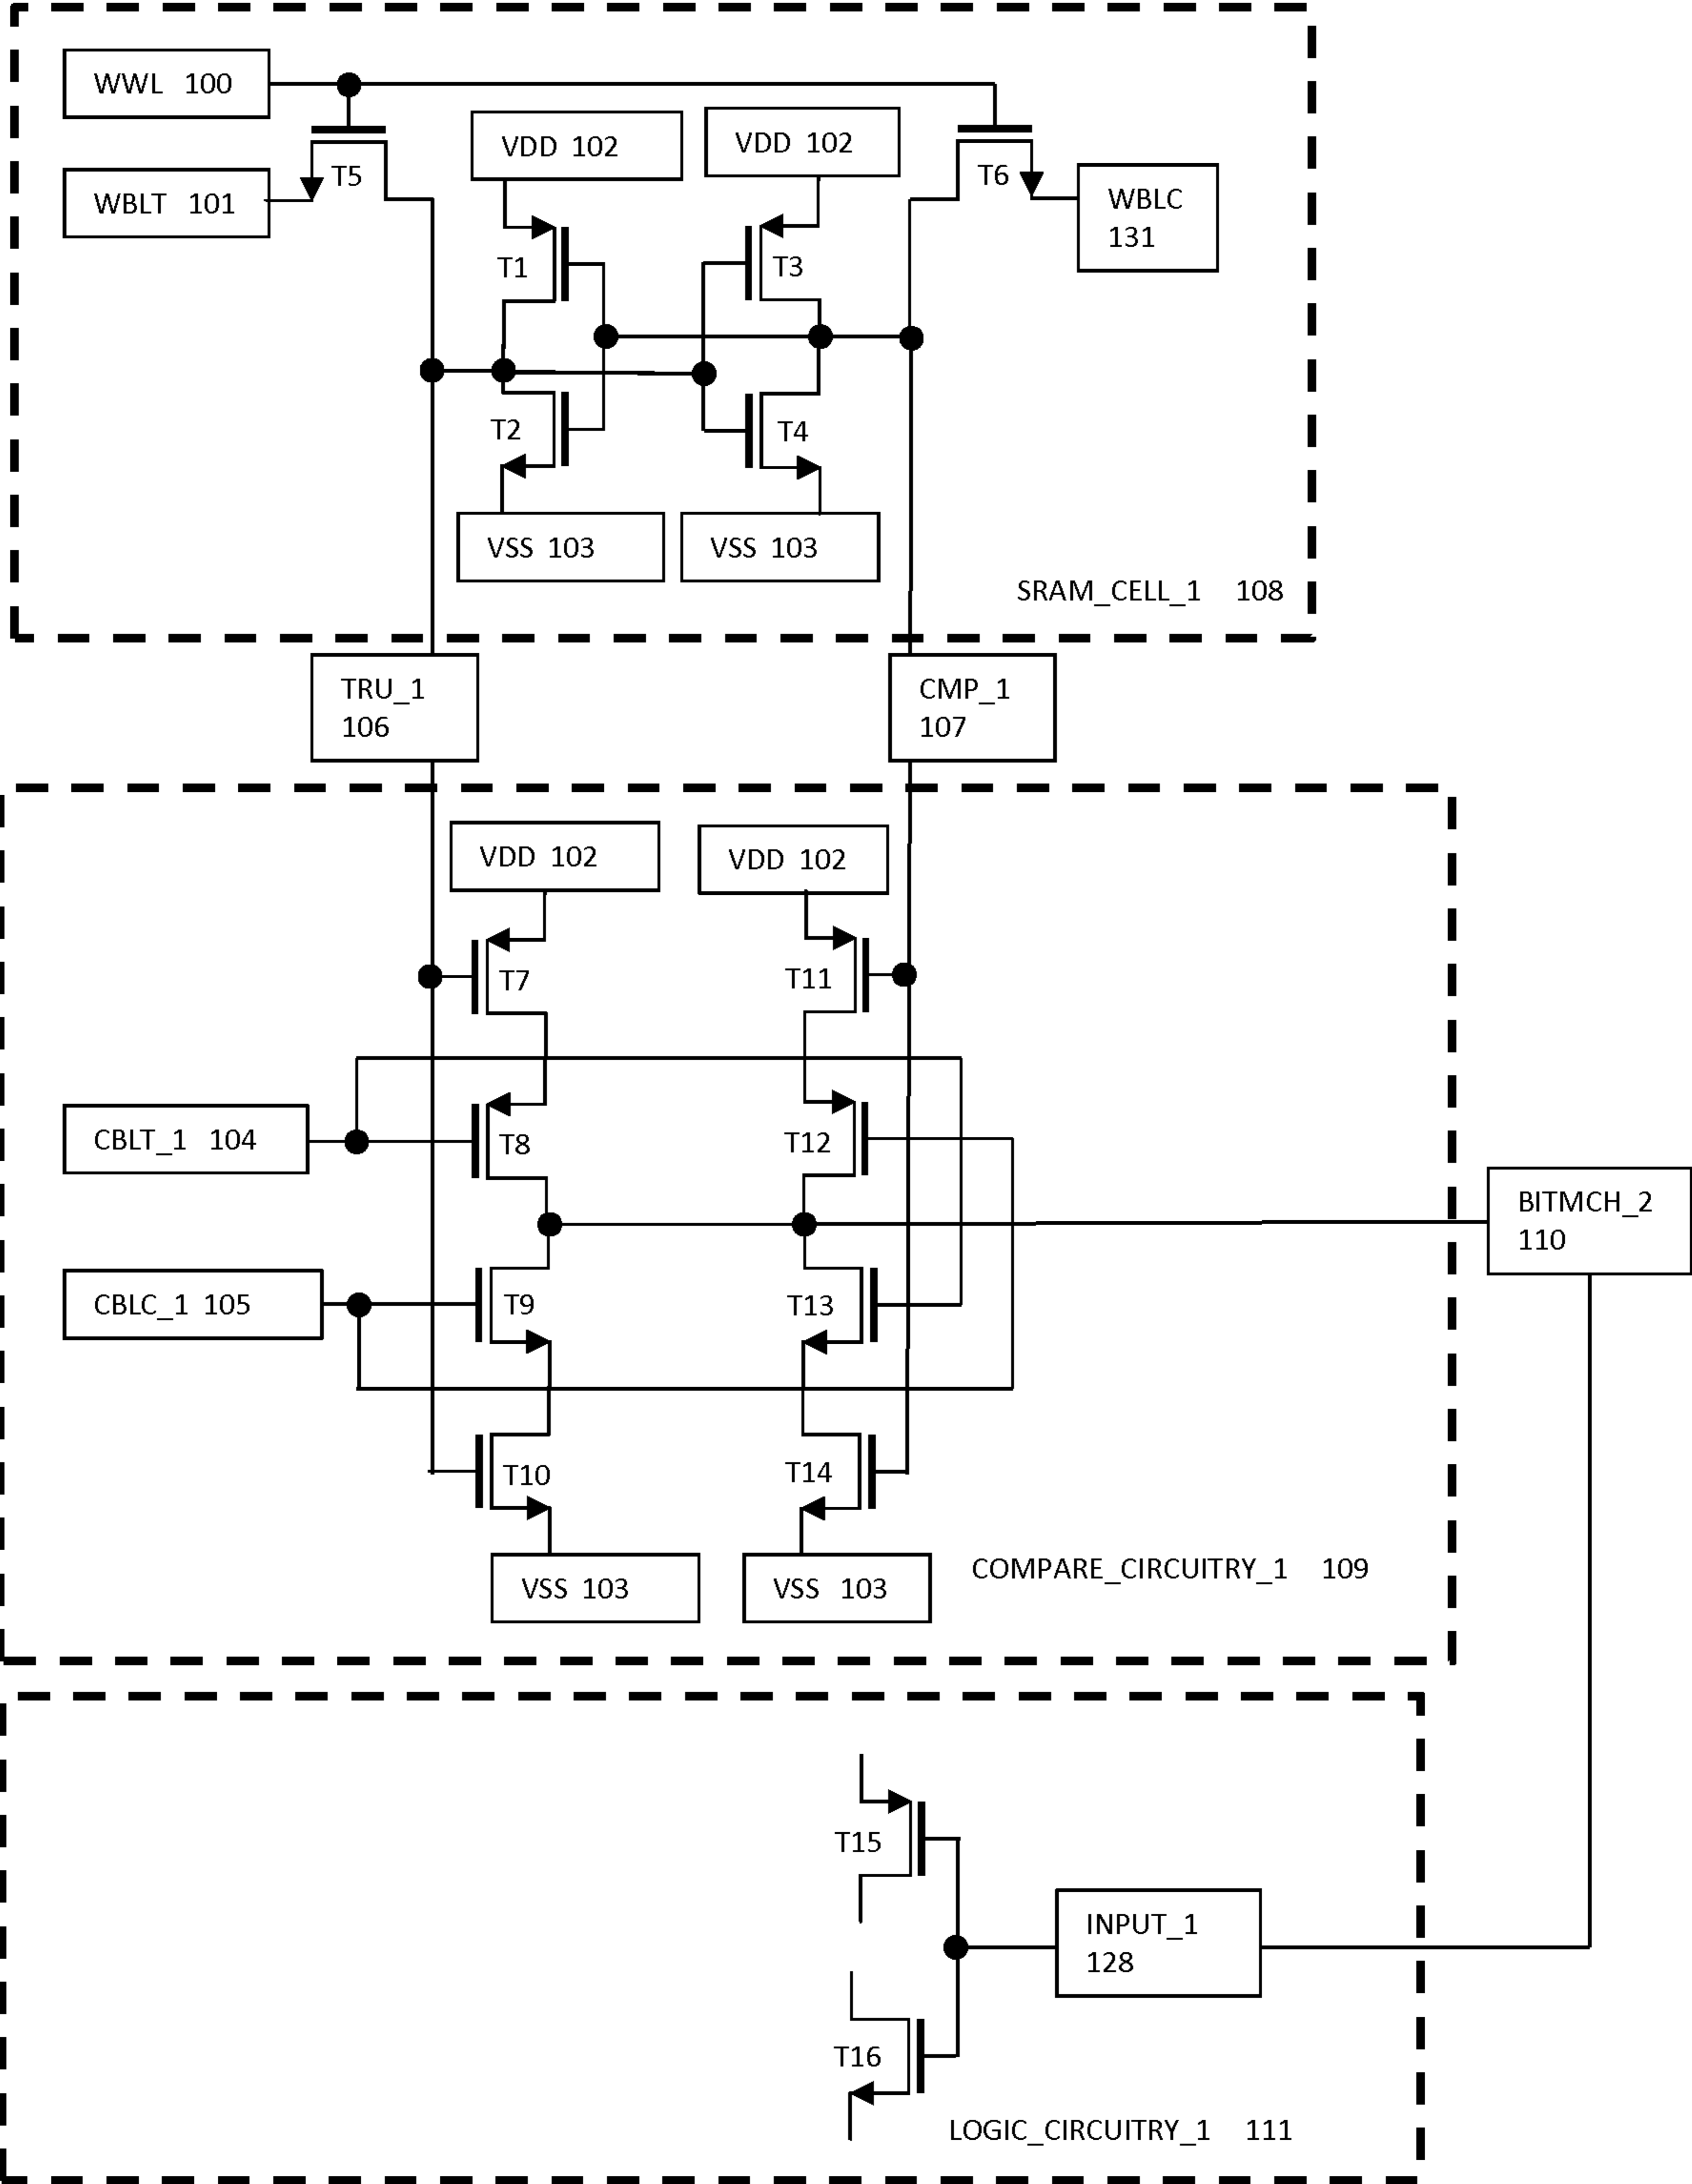 WWL 100
VDD 102
VDD 102
T5
T6
WBLT 101
WBLC
131
T1
T3
T2
T4
VSS 103
VSS 103
SRAM_CELL_1 108
TRU_1
106
CMP_1
107
VDD 102
VDD 102
T7
T11
CBLT_1 104
T8
T12
BITMCH_2
110
CBLC_1 105
T9
T13
T10
T14
COMPARE_CIRCUITRY_1 109
VSS 103
VSS 103
T15
INPUT_1
128
T16
LOGIC_CIRCUITRY_1 111